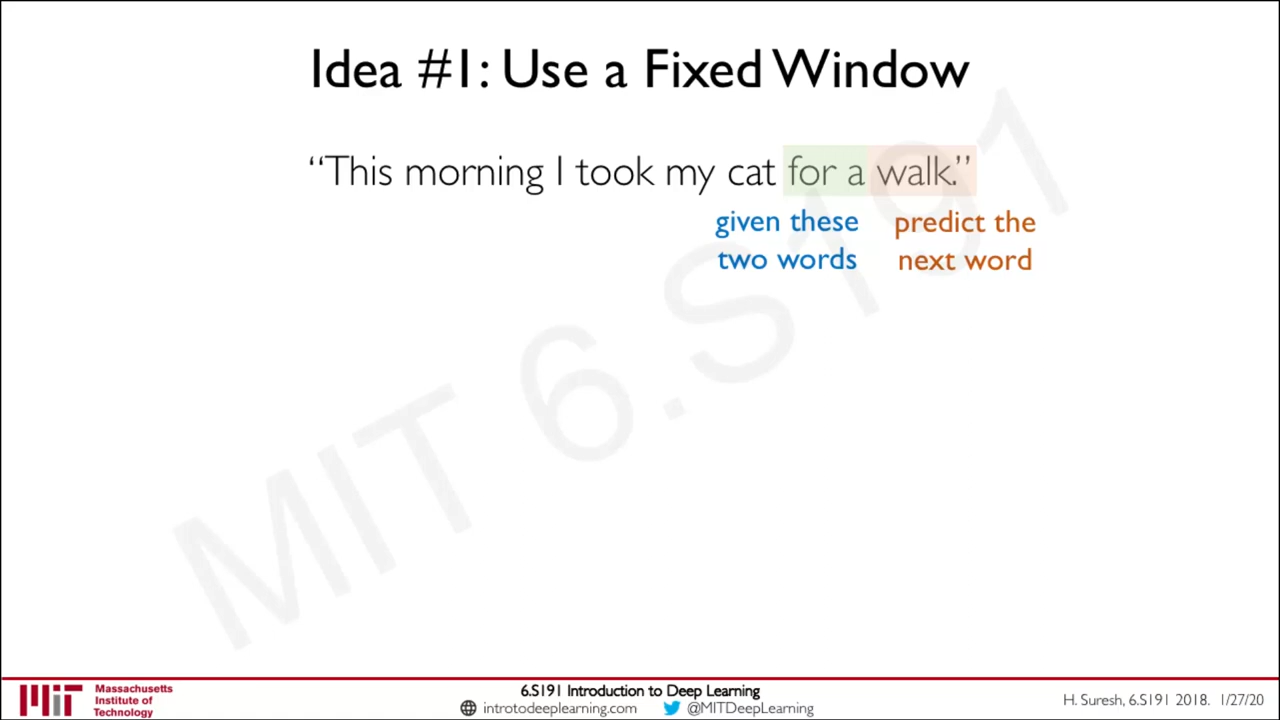 Idea #1: Use a Fixed Window
“This morning I took my cat for a walk.”
given these
two words
predict the
next word
MIT 6.S191
Massachusetts
Institute of
Technology
6.S191 Introduction to Deep Learning
introtodeeplearning.com @MITDeepLearning
H. Suresh, 6.S191 2018. 1/27/20